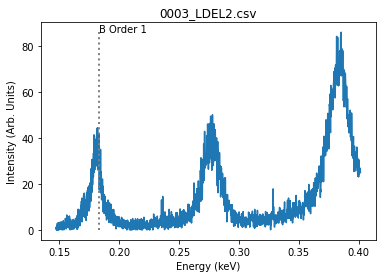 0003_LDEL2.csv
B Order 1
Intensity (Arb. Units)
80
60
40
20
0
0.15 0.20 0.25 0.30 0.35 0.40
Energy (keV)